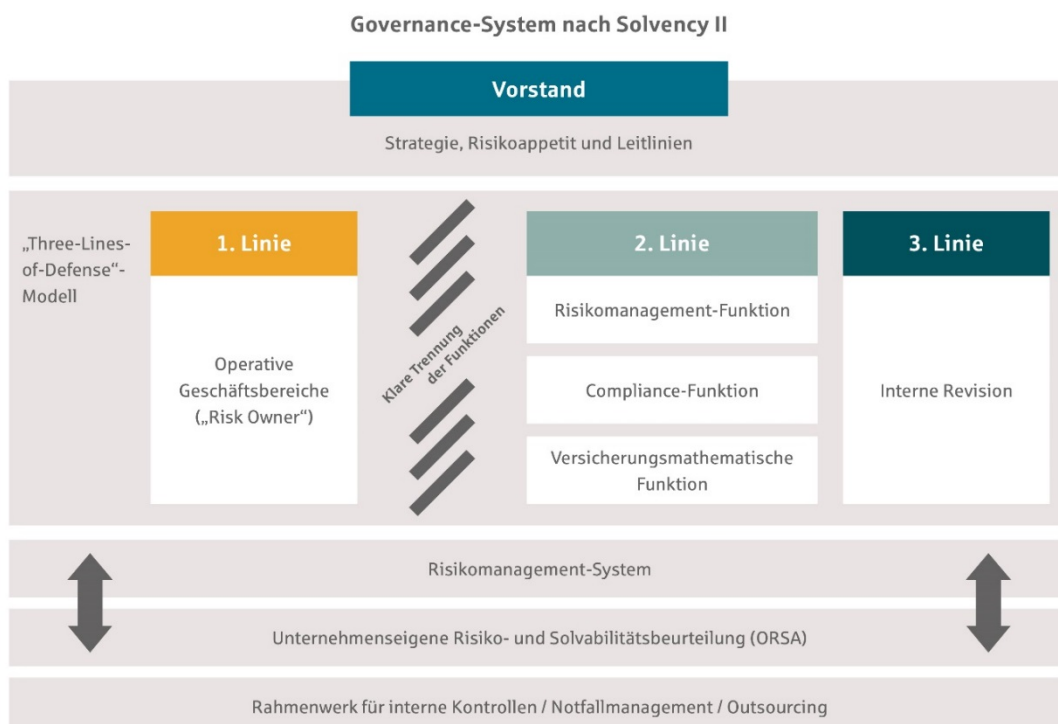 Governance-System nach Solvency II
Vorstand
Strategie, Risikoappetit und Leitlinien
„Three-Lines-
of-Defense“-
Modell
1. Linie
Operative
Geschäftsbereiche
(„Risk Owner“)
Klare Trennung
der Funktionen
2. Linie
Risikomanagement-Funktion
Compliance-Funktion
Versicherungsmathematische
Funktion
3. Linie
Interne Revision
Risikomanagement-System
Unternehmenseigene Risiko- und Solvabilitätsbeurteilung (ORSA)
Rahmenwerk für interne Kontrollen / Notfallmanagement / Outsourcing